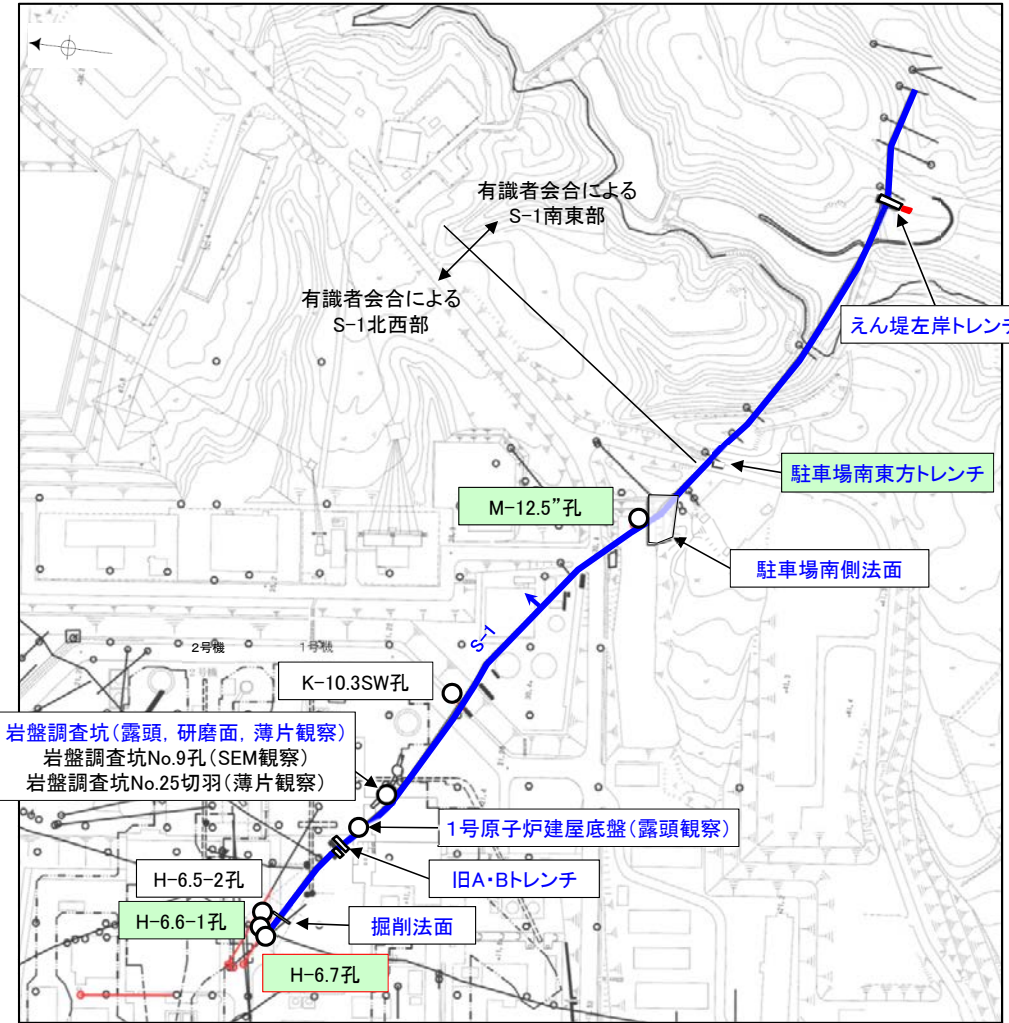 有識者会合による
S-1南東部
有識者会合による
S-1北西部
えん堤左岸トレンチ
駐車場南東方トレンチ
M-12.5”孔
駐車場南側法面
S-1
2号機
1号機
K-10.3SW孔
岩盤調査坑(露頭, 研磨面, 薄片観察)
岩盤調査坑No.9孔(SEM観察)
岩盤調査坑No.25切羽(薄片観察)
1号原子炉建屋底盤(露頭観察)
旧A・Bトレンチ
H-6.5-2孔
H-6.6-1孔
掘削法面
H-6.7孔